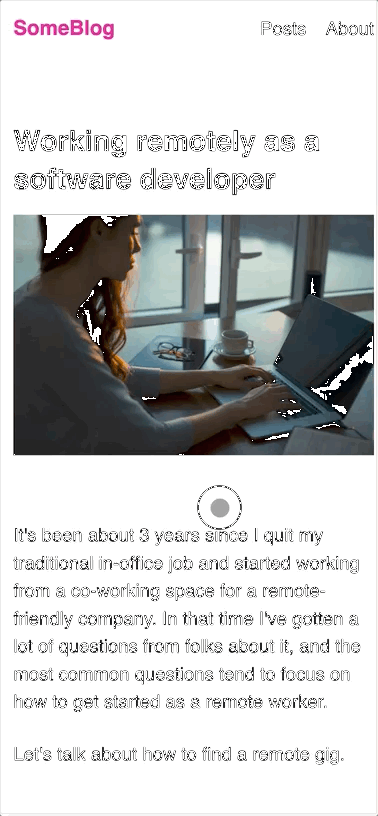 SomeBlog
Posts About
Working remotely as a
software developer
It's been about 3 years since I quit my
traditional in-office job and started working
from a co-working space for a remote-
friendly company. In that time I've gotten a
lot of questions from folks about it, and the
most common questions tend to focus on
how to get started as a remote worker.
Let's talk about how to find a remote gig.